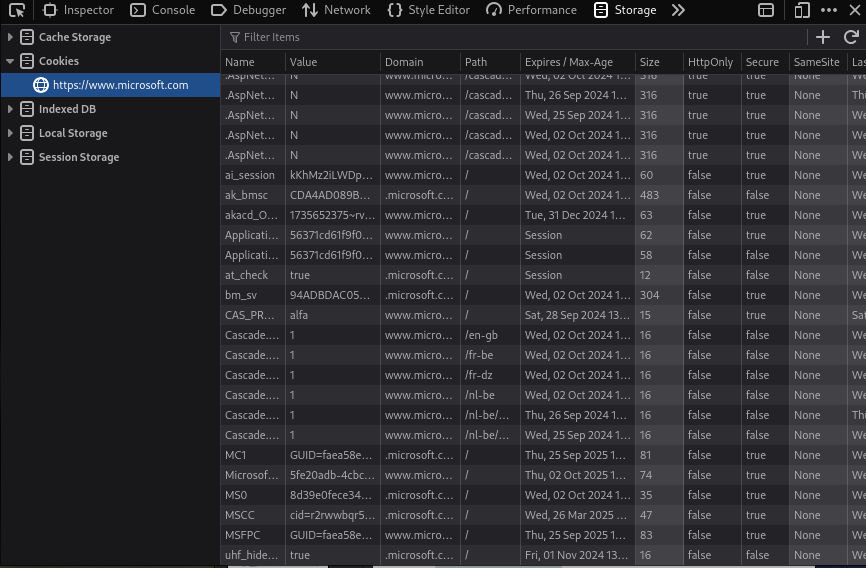 Inspector Console Debugger Network Style Editor Performance Storage
Cache Storage
Cookies
https://www.microsoft.com
Indexed DB
Local Storage
Session Storage
Filter Items
Name Value Domain Path Expires / Max-Age Size HttpOnly Secure SameSite Las
.AspNet... N www.micro... /cascad... Wed, 02 Oct 2024 1... 316 true true None We
.AspNet... N www.micro... /cascad... Thu, 26 Sep 2024 1... 316 true true None Th
.AspNet... N www.micro... /cascad... Wed, 25 Sep 2024 1... 316 true true None We
.AspNet... N www.micro... /cascad... Wed, 02 Oct 2024 1... 316 true true None We
.AspNet... N www.micro... /cascad... Wed, 02 Oct 2024 1... 316 true true None We
ai_session kKhMz2iLWDp... www.micro... / Wed, 02 Oct 2024 1... 60 false true None We
ak_bmsc CDA4AD089B... .microsoft.c... / Wed, 02 Oct 2024 1... 483 false false None We
akacd_O... 1735652375~rv... www.micro... / Tue, 31 Dec 2024 1... 63 false true None We
Applicati... 56371cd61f9f0... www.micro... / Session 62 false true None We
Applicati... 56371cd61f9f0... www.micro... / Session 58 false false None We
at_check true .microsoft.c... / Session 12 false false None We
bm_sv 94ADBDAC05... .microsoft.c... / Wed, 02 Oct 2024 1... 304 false true None We
CAS_PR... alfa www.micro... / Sat, 28 Sep 2024 13... 15 false true None Sat
Cascade.... 1 www.micro... /en-gb Wed, 02 Oct 2024 1... 16 false false None We
Cascade.... 1 www.micro... /fr-be Wed, 02 Oct 2024 1... 16 false false None We
Cascade.... 1 www.micro... /fr-dz Wed, 02 Oct 2024 1... 16 false false None We
Cascade.... 1 www.micro... /nl-be Wed, 02 Oct 2024 1... 16 false false None We
Cascade.... 1 www.micro... /nl-be/... Thu, 26 Sep 2024 1... 16 false false None Th
Cascade.... 1 www.micro... /nl-be/... Wed, 25 Sep 2024 1... 16 false false None We
MC1 GUID=faea58e... .microsoft.c... / Thu, 25 Sep 2025 1... 81 false true None We
Microsof... 5fe20adb-4cbc... www.micro... / Thu, 02 Oct 2025 1... 74 false true None We
MS0 8d39e0fece34... .microsoft.c... / Wed, 02 Oct 2024 1... 35 false true None We
MSCC cid=r2rwwbqr5... .microsoft.c... / Wed, 26 Mar 2025 ... 47 false true None We
MSFPC GUID=faea58e... www.micro... / Thu, 25 Sep 2025 1... 83 false true None We
uhf_hide... true .microsoft.c... / Fri, 01 Nov 2024 13... 16 false false None We